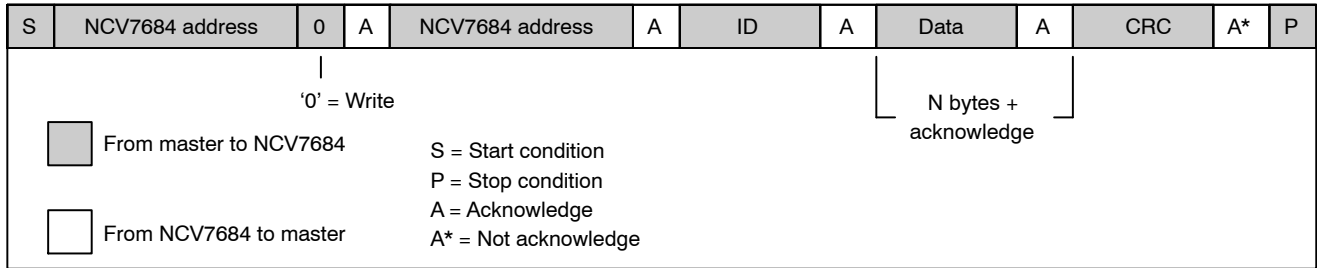 S NCV7684 address 0 A NCV7684 address A ID A Data A CRC A* P
‘0’ = Write
N bytes +
acknowledge
From master to NCV7684
S = Start condition
P = Stop condition
A = Acknowledge
From NCV7684 to master
A* = Not acknowledge